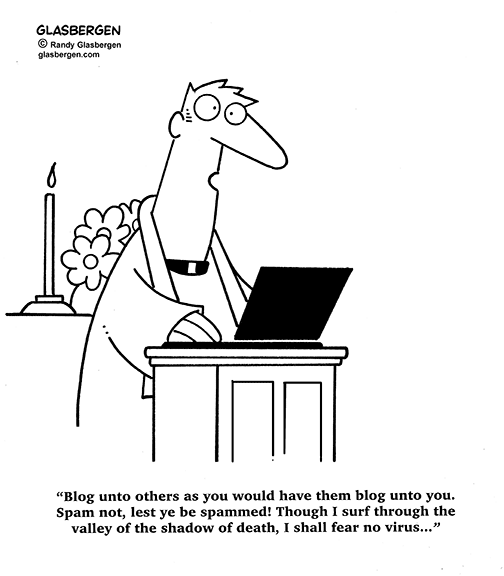 GLASBERGEN
© Randy Glasbergen
glasbergen.com
“Blog unto others as you would have them blog unto you.
Spam not, lest ye be spammed! Though I surf through the
valley of the shadow of death, I shall fear no virus...”